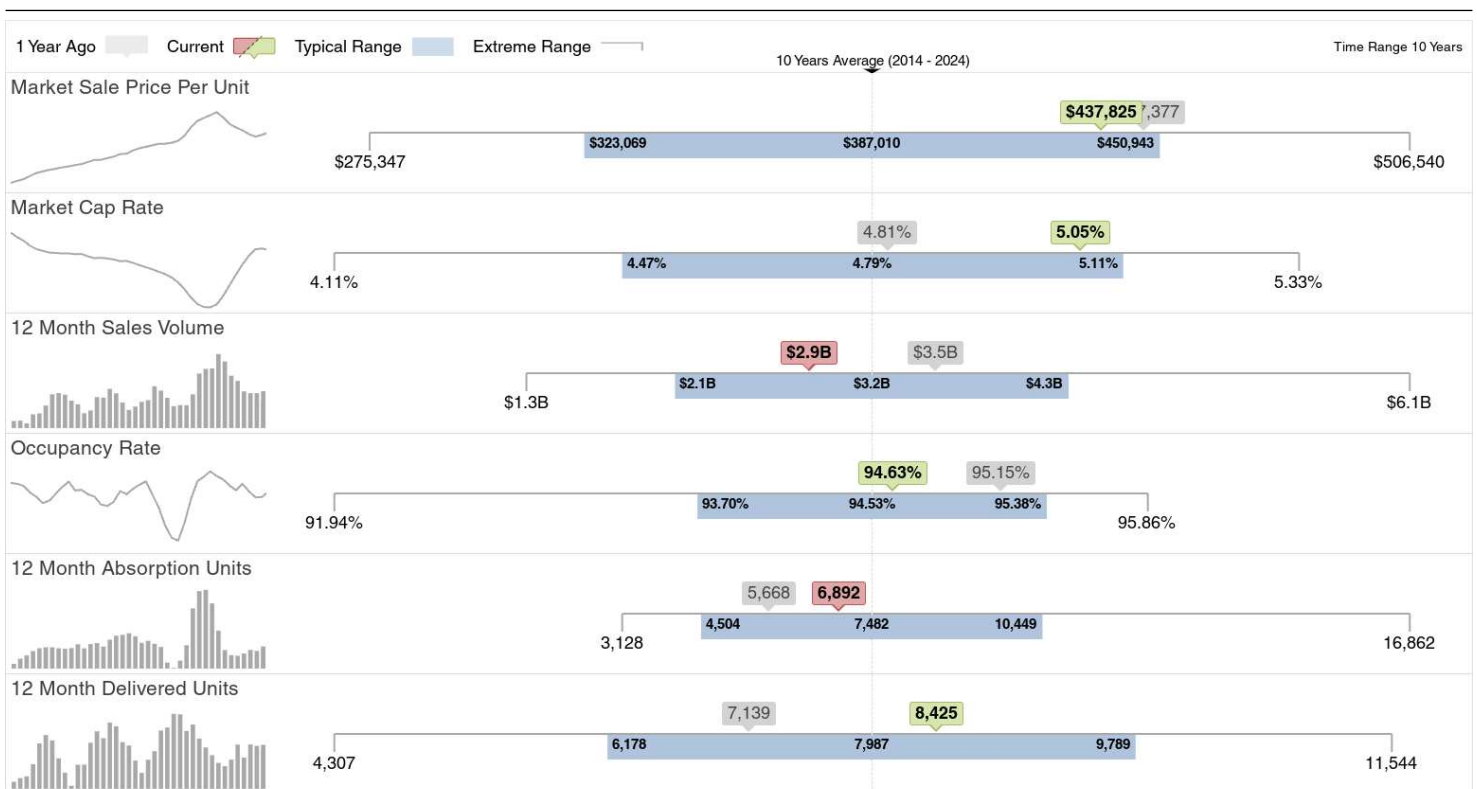 1 Year Ago Current Typical Range Extreme Range Time Range 10 Years
10 Years Average (2014 - 2024)
Market Sale Price Per Unit
$437,825 7,377
$323,069 $387,010 $450,943
$275,347 $506,540
Market Cap Rate
4.81% 5.05%
4.47% 4.79% 5.11%
4.11% 5.33%
12 Month Sales Volume
$2.9B $3.5B
$2.1B $3.2B $4.3B
$1.3B $6.1B
Occupancy Rate
94.63% 95.15%
93.70% 94.53% 95.38%
91.94% 95.86%
12 Month Absorption Units
5,668 6,892
4,504 7,482 10,449
3,128 16,862
12 Month Delivered Units
7,139 8,425
6,178 7,987 9,789
4,307 11,544